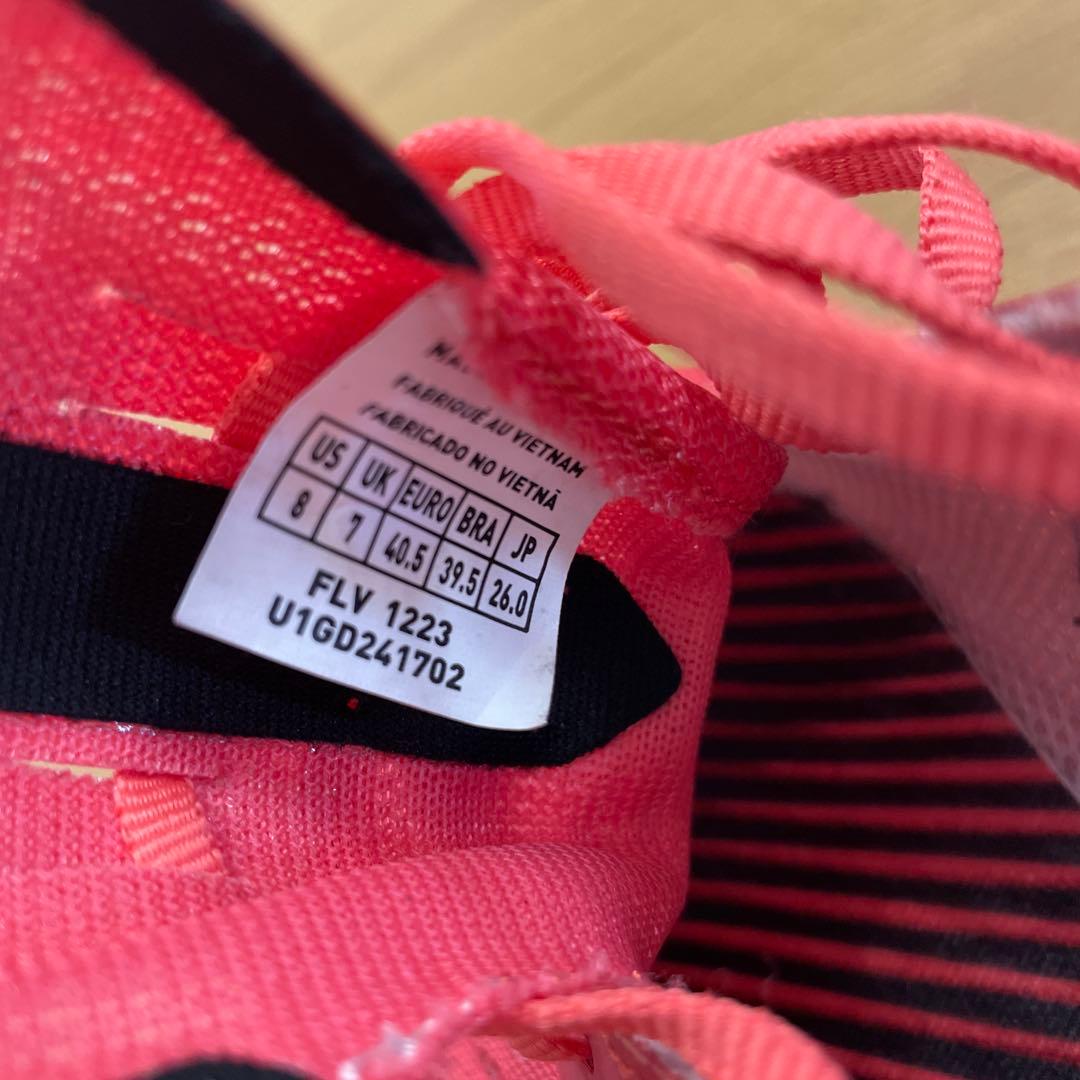 FABRIQUÉ AU VIETNAM
FABRICADO NO VIETNÃ
US UK EURO BRA JP
8 7 40.5 39.5 26.0
FLV 1223
U1GD241702